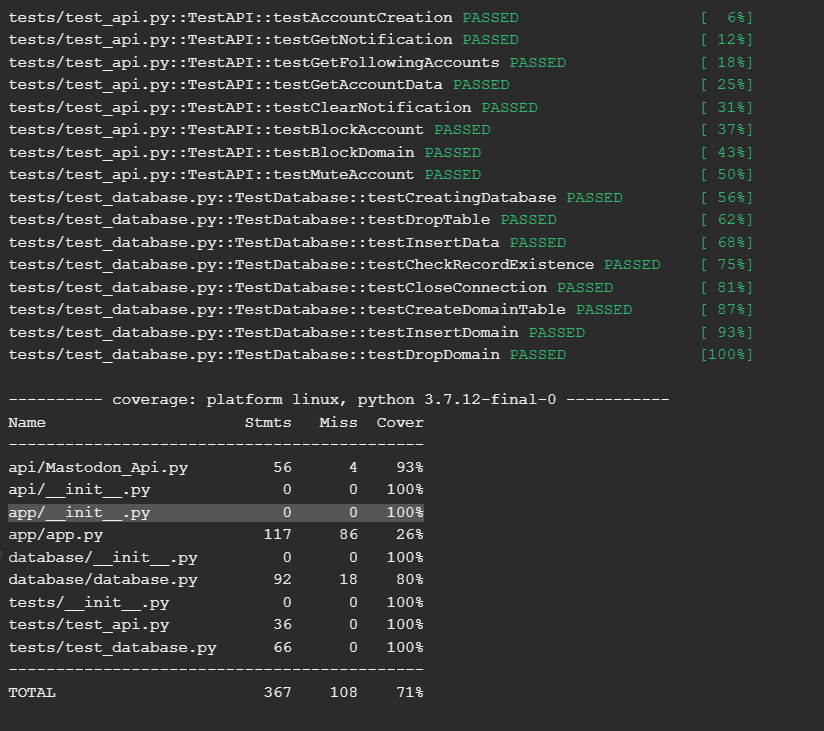 tests/test_api.py::TestAPI::testAccountCreation PASSED [  6%]
tests/test_api.py::TestAPI::testGetNotification PASSED [ 12%]
tests/test_api.py::TestAPI::testGetFollowingAccounts PASSED [ 18%]
tests/test_api.py::TestAPI::testGetAccountData PASSED [ 25%]
tests/test_api.py::TestAPI::testClearNotification PASSED [ 31%]
tests/test_api.py::TestAPI::testBlockAccount PASSED [ 37%]
tests/test_api.py::TestAPI::testBlockDomain PASSED [ 43%]
tests/test_api.py::TestAPI::testMuteAccount PASSED [ 50%]
tests/test_database.py::TestDatabase::testCreatingDatabase PASSED [ 56%]
tests/test_database.py::TestDatabase::testDropTable PASSED [ 62%]
tests/test_database.py::TestDatabase::testInsertData PASSED [ 68%]
tests/test_database.py::TestDatabase::testCheckRecordExistence PASSED [ 75%]
tests/test_database.py::TestDatabase::testCloseConnection PASSED [ 81%]
tests/test_database.py::TestDatabase::testCreateDomainTable PASSED [ 87%]
tests/test_database.py::TestDatabase::testInsertDomain PASSED [ 93%]
tests/test_database.py::TestDatabase::testDropDomain PASSED [100%]
---------- coverage: platform linux, python 3.7.12-final-0 -----------
Name Stmts Miss Cover
--------------------------------------------
api/Mastodon_Api.py 56 4 93%
api/__init__.py 0 0 100%
app/__init__.py 0 0 100%
app/app.py 117 86 26%
database/__init__.py 0 0 100%
database/database.py 92 18 80%
tests/__init__.py 0 0 100%
tests/test_api.py 36 0 100%
tests/test_database.py 66 0 100%
--------------------------------------------
TOTAL 367 108 71%